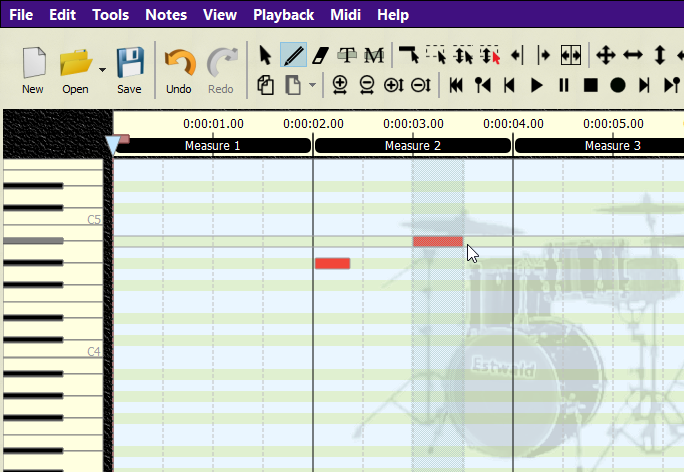 File Edit Tools Notes View Playback Midi Help
T M
New Open Save Undo Redo
0:00:01.00 0:00:02.00 0:00:03.00 0:00:04.00 0:00:05.00
Measure 1 Measure 2 Measure 3
C5
C4
Estwald